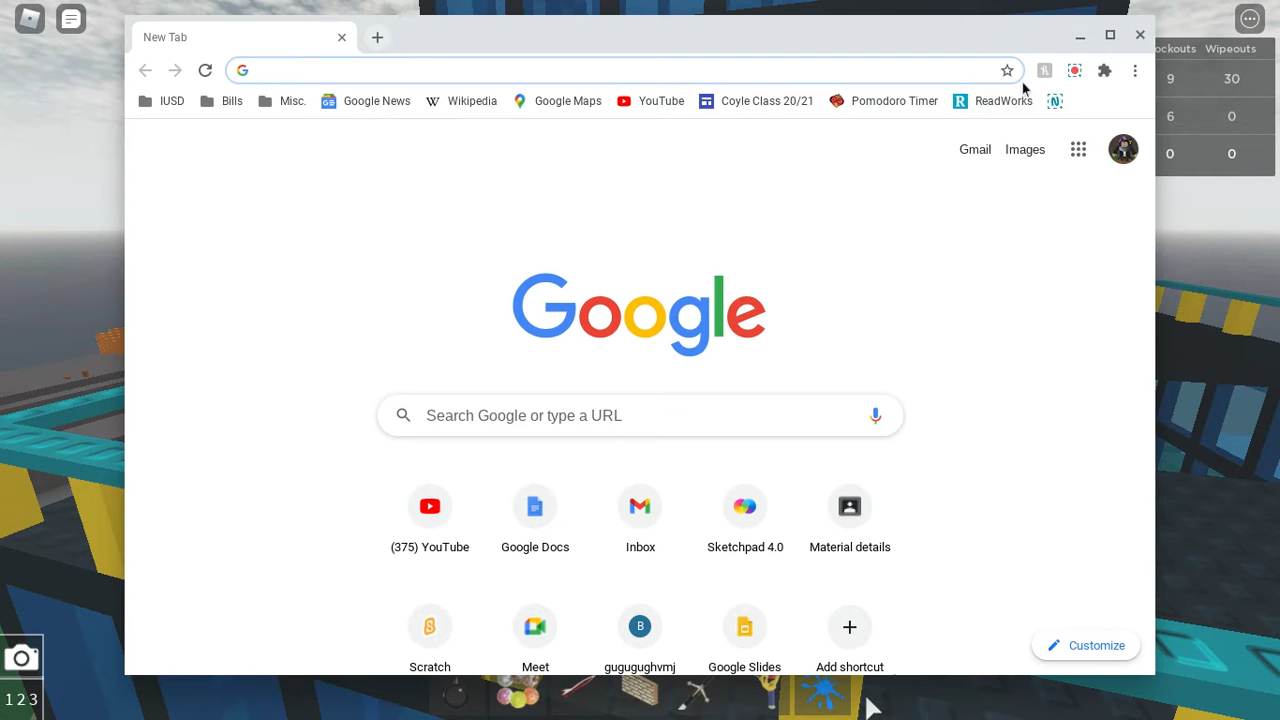 New Tab
IUSD Bills Misc. Google News Wikipedia Google Maps YouTube Coyle Class 20/21 Pomodoro Timer ReadWorks
ockouts Wipeouts
9 30
6 0
0 0
Gmail Images
Google
Search Google or type a URL
(375) YouTube Google Docs Inbox Sketchpad 4.0 Material details
B
Scratch Meet gugugughvmj Google Slides Add shortcut
Customize
1 2 3